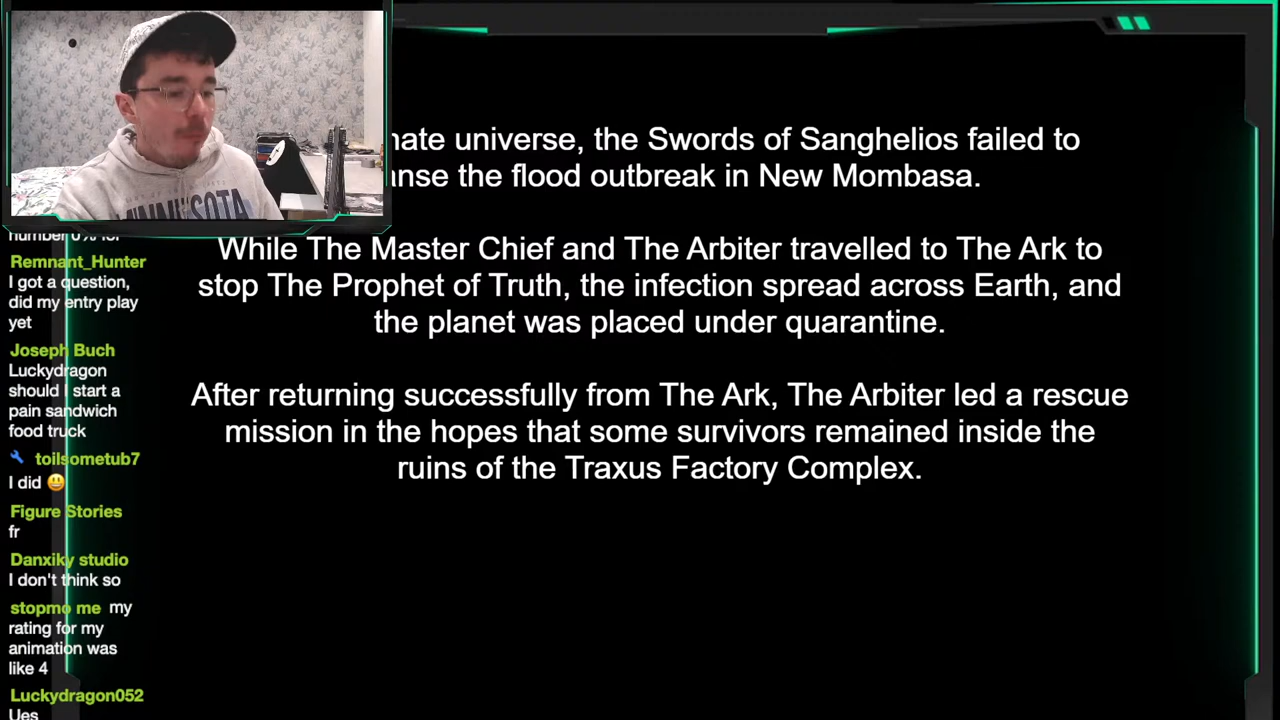 nate universe, the Swords of Sanghelios failed to
anse the flood outbreak in New Mombasa.
While The Master Chief and The Arbiter travelled to The Ark to
stop The Prophet of Truth, the infection spread across Earth, and
the planet was placed under quarantine.
After returning successfully from The Ark, The Arbiter led a rescue
mission in the hopes that some survivors remained inside the
ruins of the Traxus Factory Complex.
MINNESOTA
Remnant_Hunter
I got a question,
did my entry play
yet
Joseph Buch
Luckydragon
should I start a
pain sandwich
food truck
toilsometub7
I did 😃
Figure Stories
fr
Danxiky studio
I don't think so
stopmo me my
rating for my
animation was
like 4
Luckydragon052
Ues